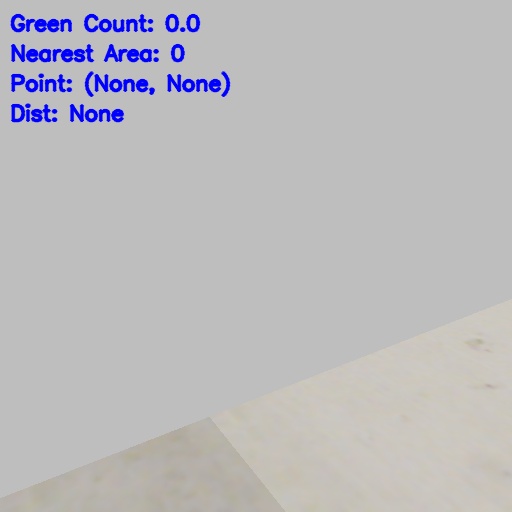 Green Count: 0.0
Nearest Area: 0
Point: (None, None)
Dist: None